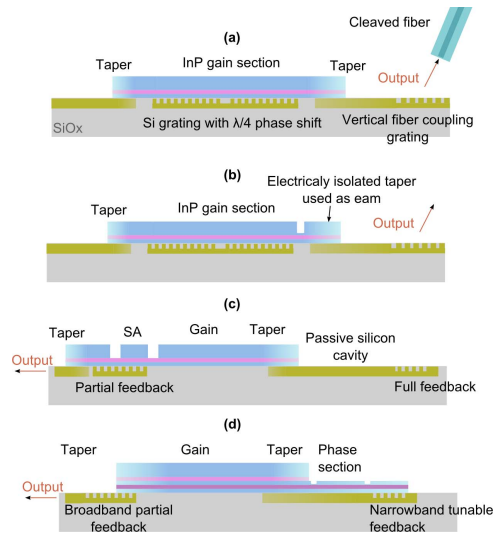 Cleaved fiber
(a)
Taper
InP gain section
Taper
Output
SiOx
Si grating with λ/4 phase shift
Vertical fiber coupling
grating
(b)
Electricaly isolated taper
used as eam
Taper
InP gain section
Output
(c)
Taper
SA
Gain
Taper
Passive silicon
cavity
Output
Partial feedback
Full feedback
(d)
Taper
Gain
Taper
Phase
section
Output
Broadband partial
feedback
Narrowband tunable
feedback